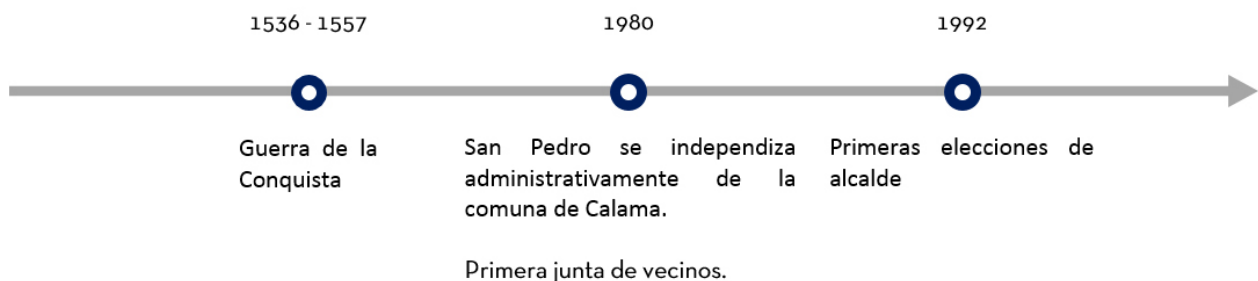 1536 - 1557
1980
1992
Guerra de la
Conquista
San Pedro se independiza
administrativamente de la
comuna de Calama.
Primera junta de vecinos.
Primeras elecciones de
alcalde